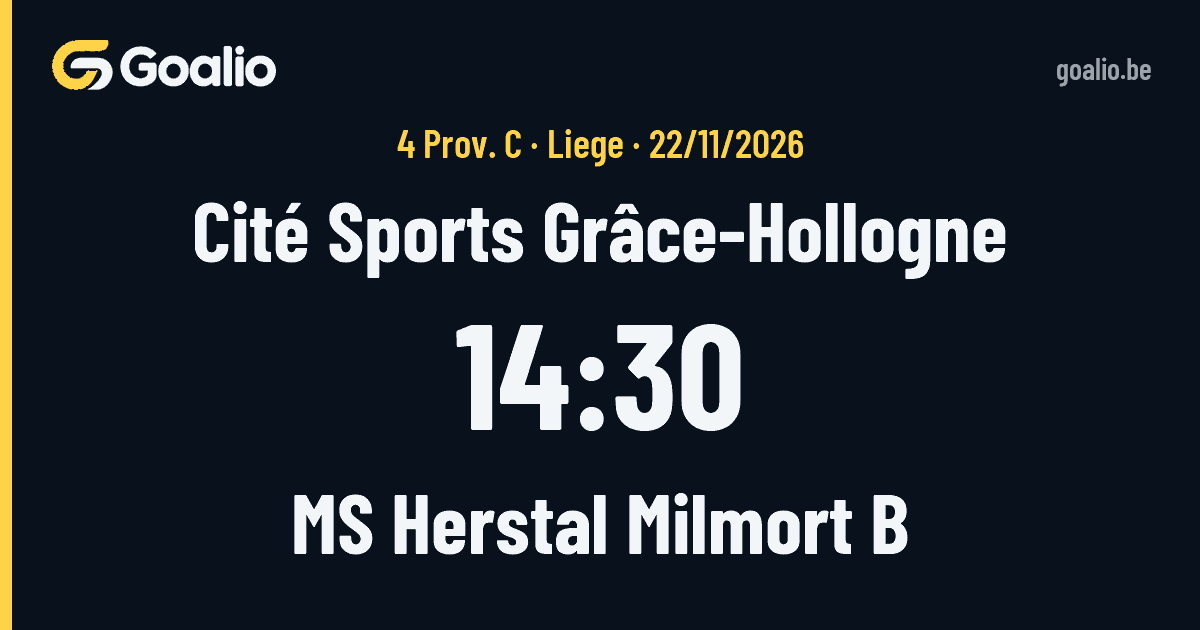 Goalio
goalio.be
4 Prov. C · Liege · 22/11/2026
Cité Sports Grâce-Hollogne
14:30
MS Herstal Milmort B